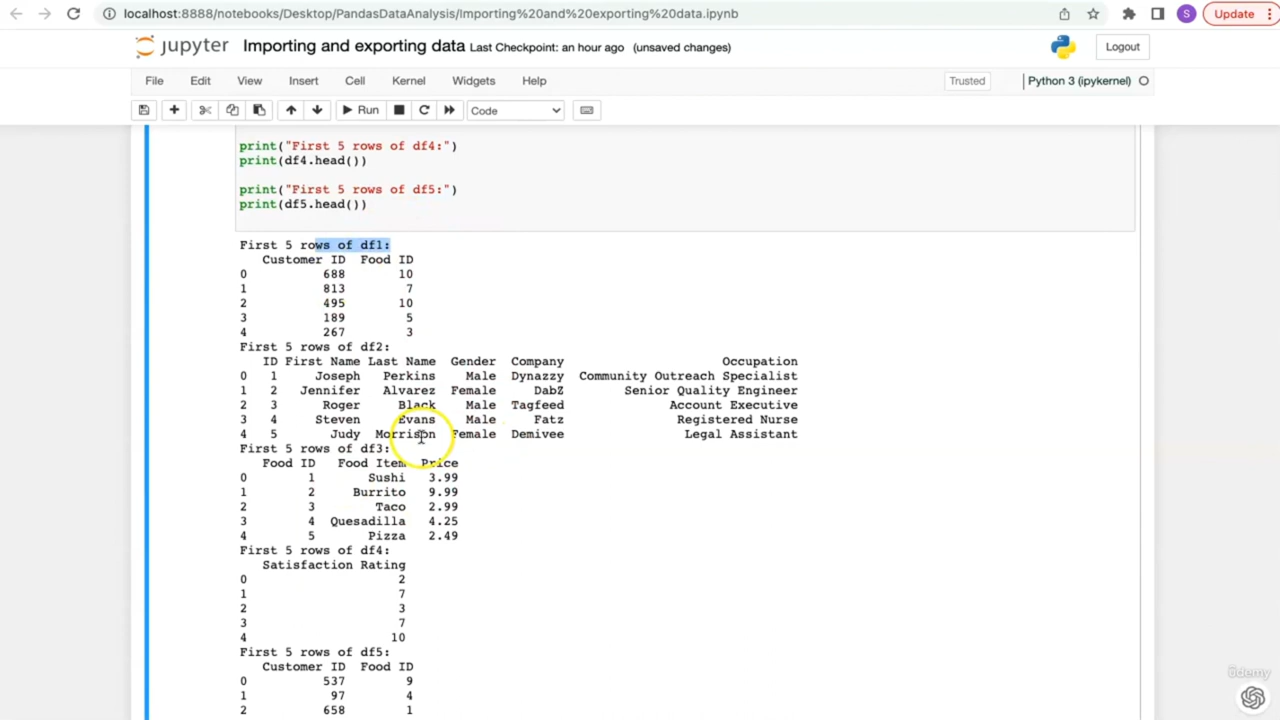 localhost:8888/notebooks/Desktop/PandasDataAnalysis/Importing%20and%20exporting%20data.ipynb
S
Update
jupyter Importing and exporting data Last Checkpoint: an hour ago (unsaved changes)
Logout
File Edit View Insert Cell Kernel Widgets Help
Trusted
Python 3 (ipykernel)
Run
Code
print("First 5 rows of df4:")
print(df4.head())
print("First 5 rows of df5:")
print(df5.head())
First 5 rows of df1:
Customer ID Food ID
0 688 10
1 813 7
2 495 10
3 189 5
4 267 3
First 5 rows of df2:
ID First Name Last Name Gender Company Occupation
0 1 Joseph Perkins Male Dynazzy Community Outreach Specialist
1 2 Jennifer Alvarez Female DabZ Senior Quality Engineer
2 3 Roger Black Male Tagfeed Account Executive
3 4 Steven Evans Male Fatz Registered Nurse
4 5 Judy Morrison Female Demivee Legal Assistant
First 5 rows of df3:
Food ID Food Item Price
0 1 Sushi 3.99
1 2 Burrito 9.99
2 3 Taco 2.99
3 4 Quesadilla 4.25
4 5 Pizza 2.49
First 5 rows of df4:
Satisfaction Rating
0 2
1 7
2 3
3 7
4 10
First 5 rows of df5:
Customer ID Food ID
0 537 9
1 97 4
2 658 1
ûdemy